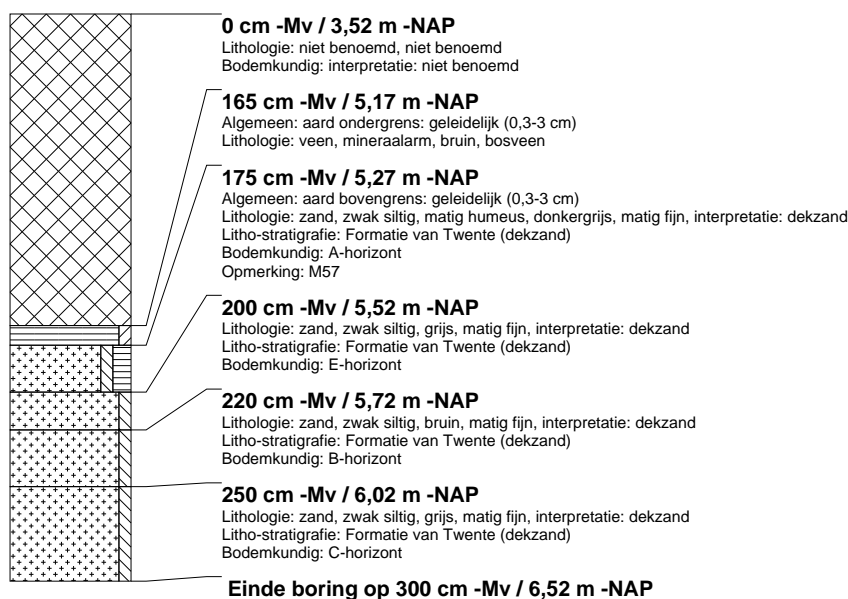 0 cm -Mv / 3,52 m -NAP
Lithologie: niet benoemd, niet benoemd
Bodemkundig: interpretatie: niet benoemd
165 cm -Mv / 5,17 m -NAP
Algemeen: aard ondergrens: geleidelijk (0,3-3 cm)
Lithologie: veen, mineraalarm, bruin, bosveen
175 cm -Mv / 5,27 m -NAP
Algemeen: aard bovengrens: geleidelijk (0,3-3 cm)
Lithologie: zand, zwak siltig, matig humeus, donkergrijs, matig fijn, interpretatie: dekzand
Litho-stratigrafie: Formatie van Twente (dekzand)
Bodemkundig: A-horizont
Opmerking: M57
200 cm -Mv / 5,52 m -NAP
Lithologie: zand, zwak siltig, grijs, matig fijn, interpretatie: dekzand
Litho-stratigrafie: Formatie van Twente (dekzand)
Bodemkundig: E-horizont
220 cm -Mv / 5,72 m -NAP
Lithologie: zand, zwak siltig, bruin, matig fijn, interpretatie: dekzand
Litho-stratigrafie: Formatie van Twente (dekzand)
Bodemkundig: B-horizont
250 cm -Mv / 6,02 m -NAP
Lithologie: zand, zwak siltig, grijs, matig fijn, interpretatie: dekzand
Litho-stratigrafie: Formatie van Twente (dekzand)
Bodemkundig: C-horizont
Einde boring op 300 cm -Mv / 6,52 m -NAP